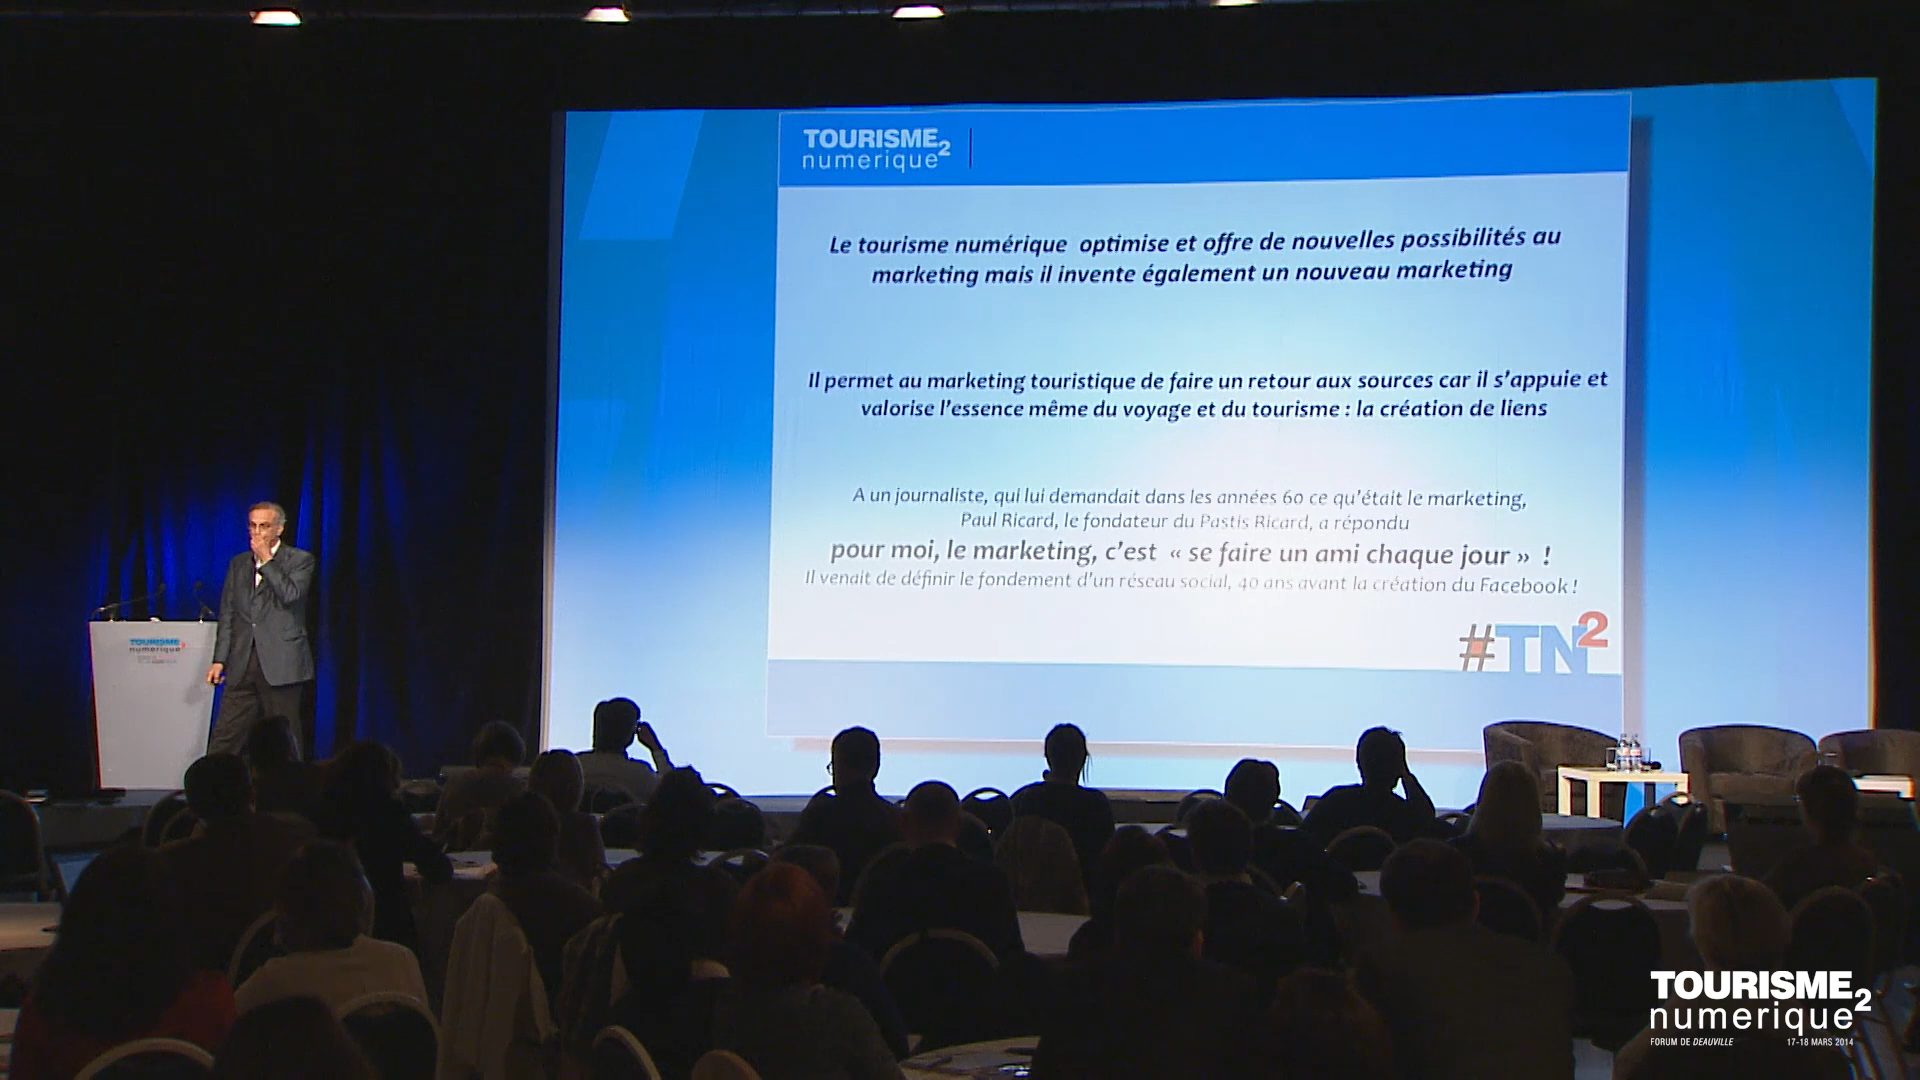 TOURISME
numerique2
Le tourisme numérique optimise et offre de nouvelles possibilités au
marketing mais il invente également un nouveau marketing
Il permet au marketing touristique de faire un retour aux sources car il s'appuie et
valorise l'essence même du voyage et du tourisme : la création de liens
A un journaliste, qui lui demandait dans les années 60 ce qu'était le marketing,
Paul Ricard, le fondateur du Pastis Ricard, a répondu
pour moi, le marketing, c'est « se faire un ami chaque jour » !
Il venait de définir le fondement d'un réseau social, 40 ans avant la création du Facebook !
#TN2
TOURISME
numerique2
TOURISME
numerique2
FORUM DE DEAUVILLE 17-18 MARS 2014